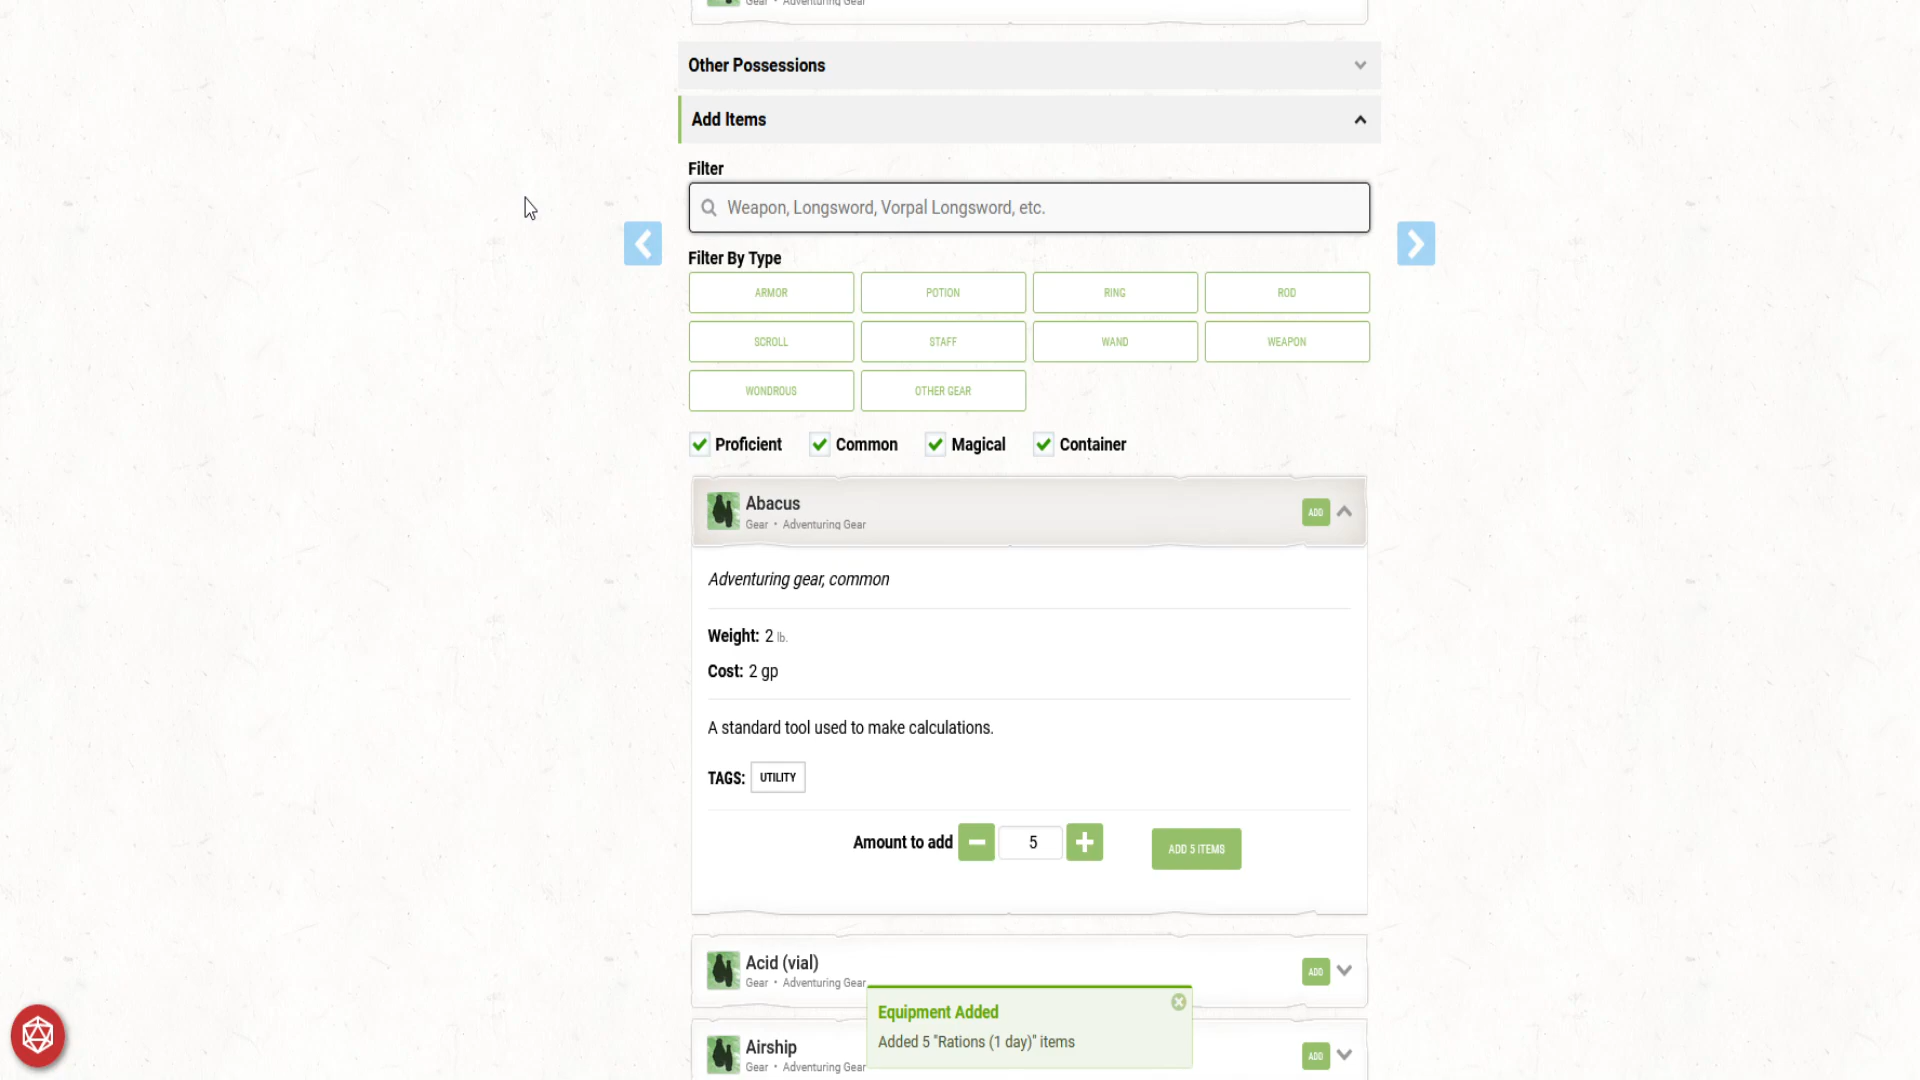 Gear • Adventuring Gear
Other Possessions
Add Items
Filter
Weapon, Longsword, Vorpal Longsword, etc.
Filter By Type
ARMOR POTION RING ROD
SCROLL STAFF WAND WEAPON
WONDROUS OTHER GEAR
Proficient Common Magical Container
Abacus
Gear • Adventuring Gear
ADD
Adventuring gear, common
Weight: 2 lb.
Cost: 2 gp
A standard tool used to make calculations.
TAGS: UTILITY
Amount to add 5 ADD 5 ITEMS
Acid (vial)
Gear • Adventuring Gear
ADD
Equipment Added
Added 5 "Rations (1 day)" items
Airship
Gear • Adventuring Gear
ADD